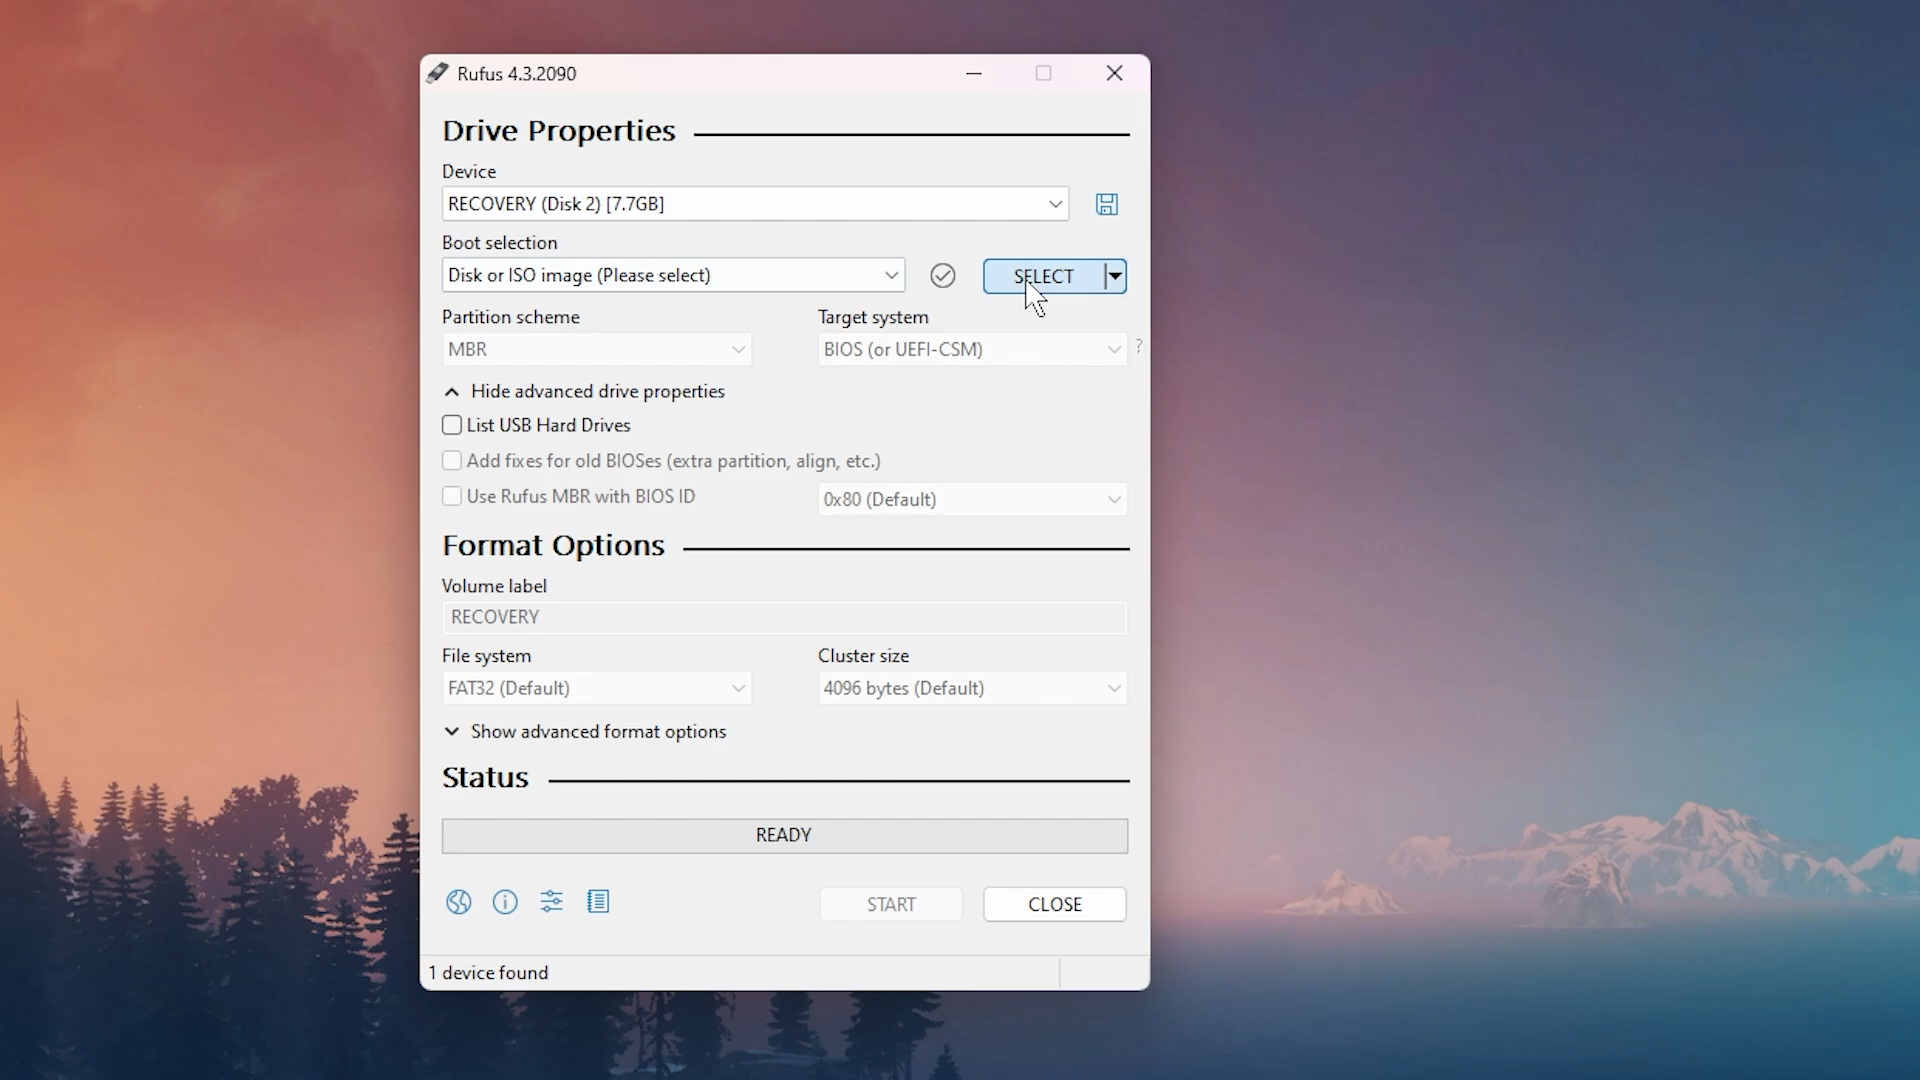 Rufus 4.3.2090
Drive Properties
Device
RECOVERY (Disk 2) [7.7GB]
Boot selection
Disk or ISO image (Please select)
SELECT
Partition scheme
Target system
MBR
BIOS (or UEFI-CSM)
?
Hide advanced drive properties
List USB Hard Drives
Add fixes for old BIOSes (extra partition, align, etc.)
Use Rufus MBR with BIOS ID
0x80 (Default)
Format Options
Volume label
RECOVERY
File system
Cluster size
FAT32 (Default)
4096 bytes (Default)
Show advanced format options
Status
READY
START
CLOSE
1 device found